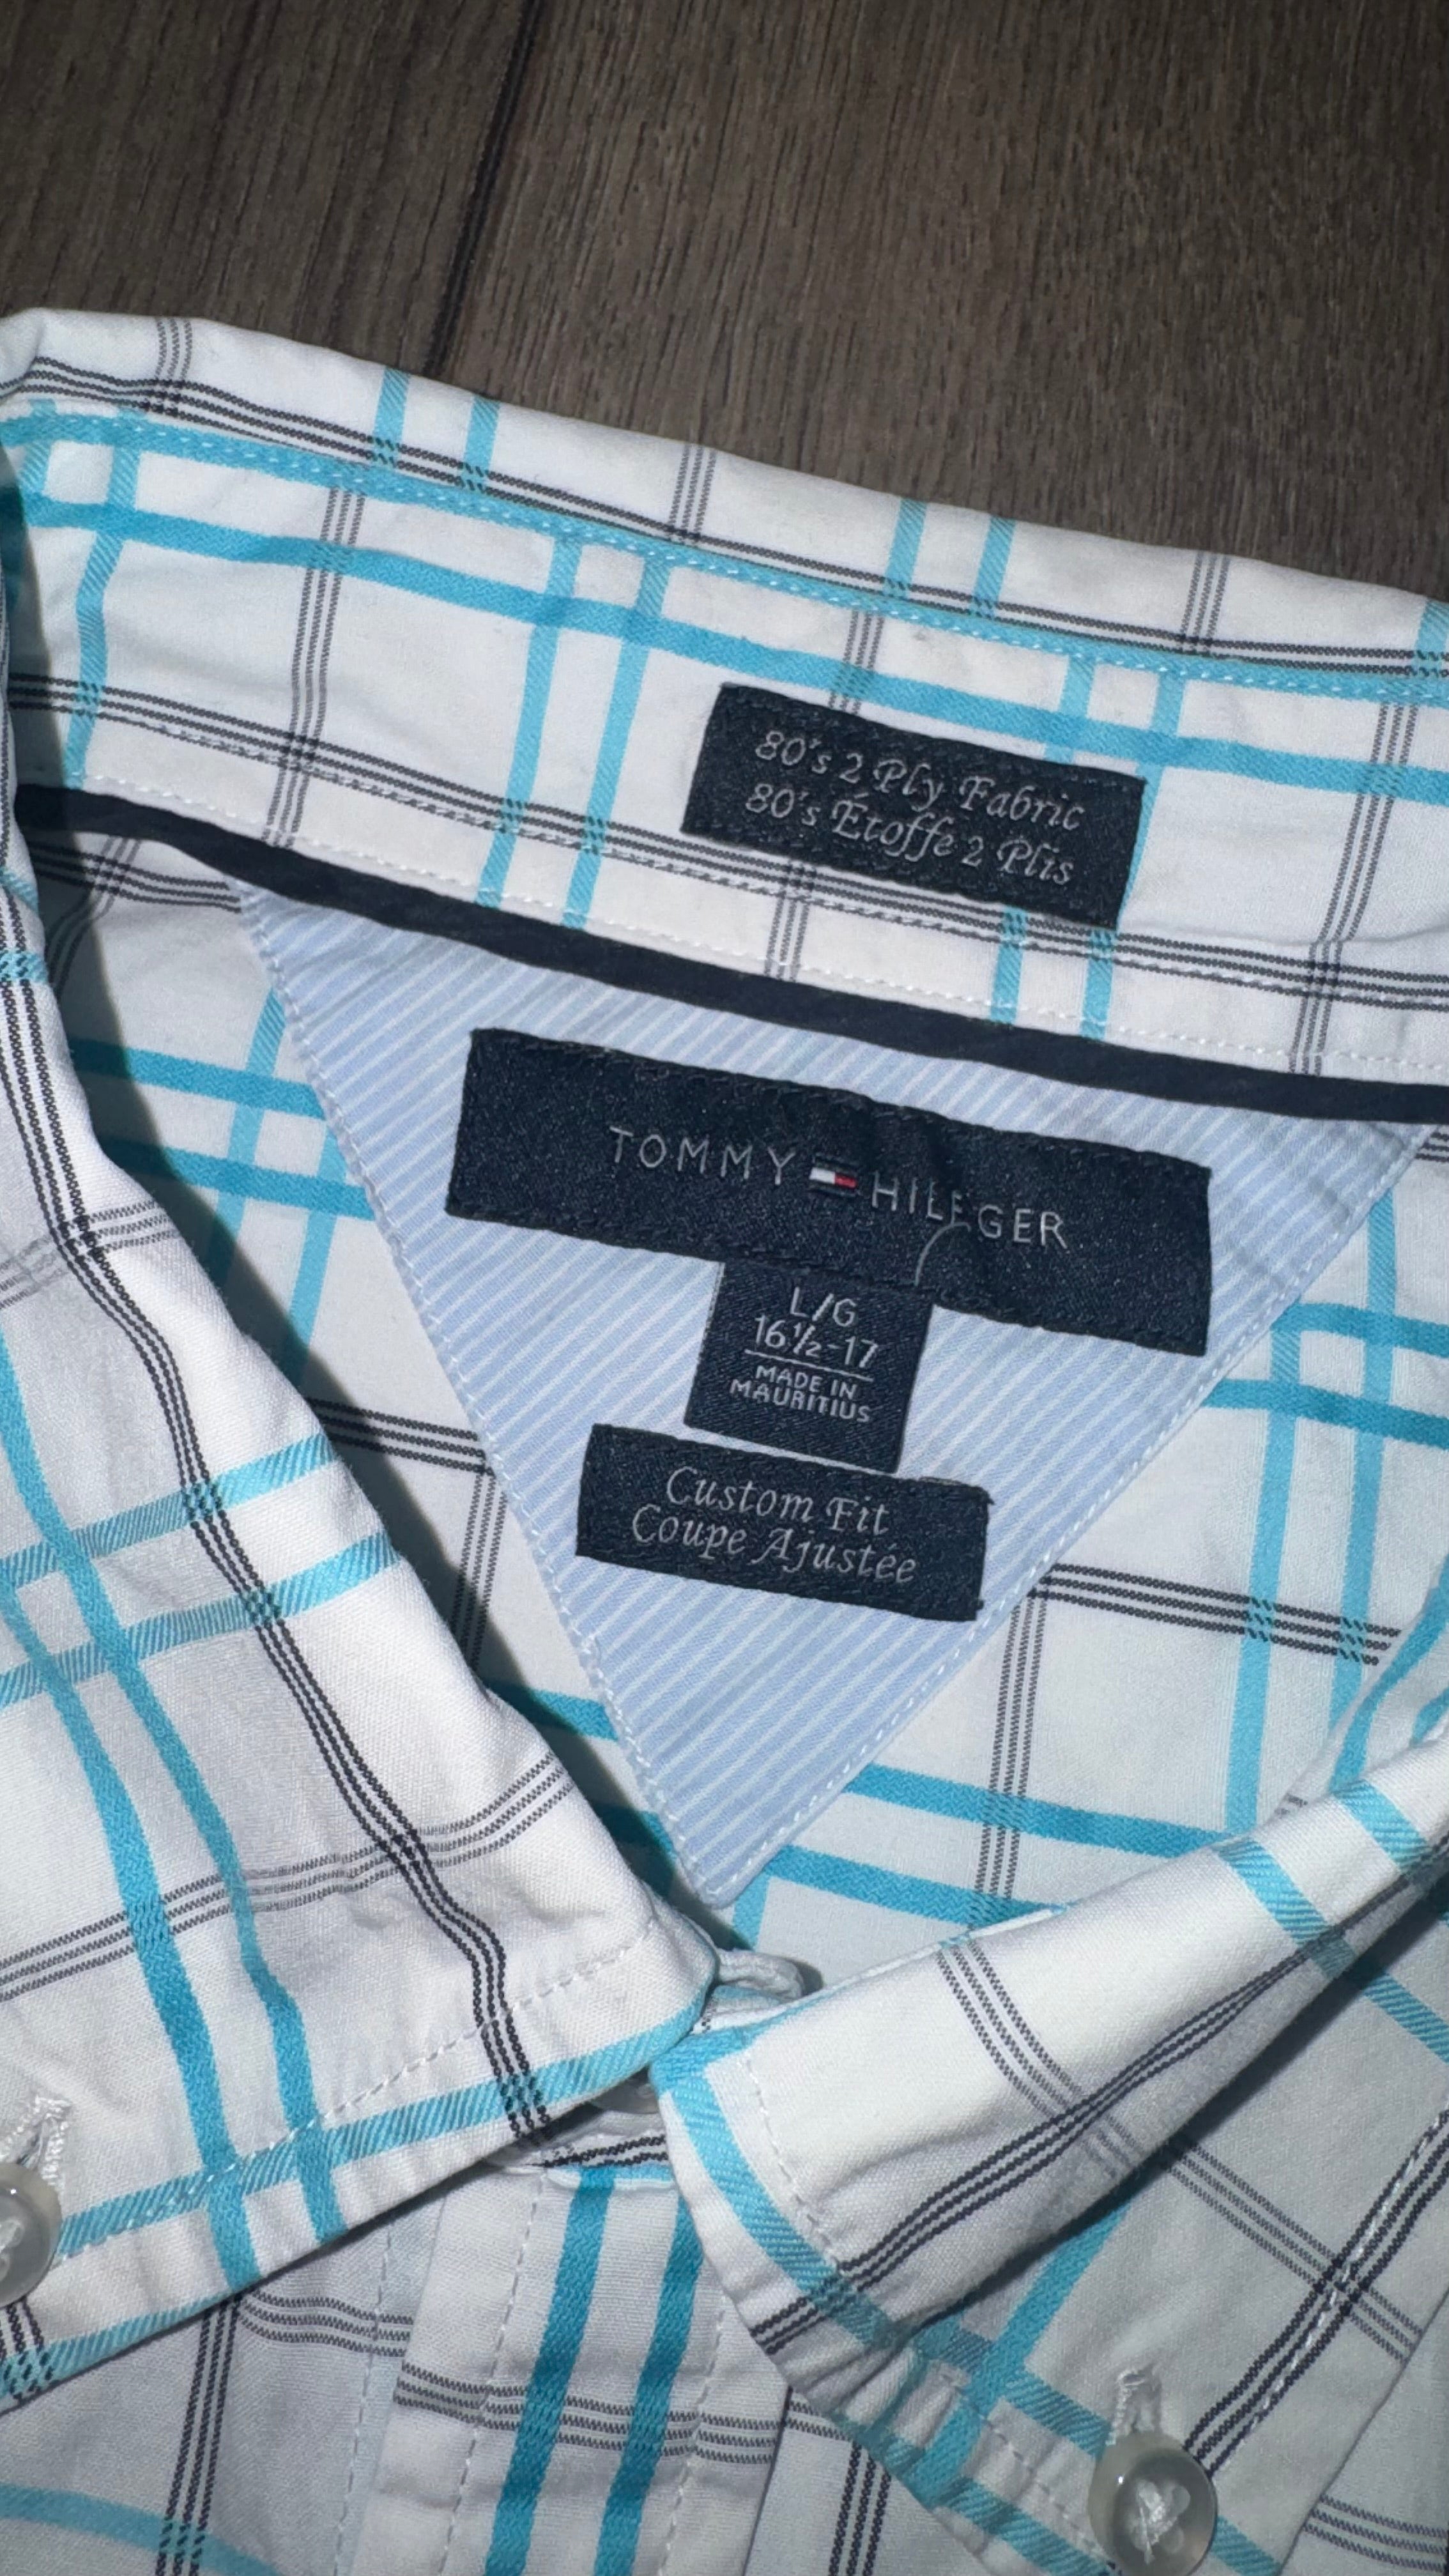 80's 2 Ply Fabric
80's Étoffe 2 Plis
TOMMY HILFGER
L/G
16½-17
MADE IN
MAURITIUS
Custom Fit
Coupe Ajustée